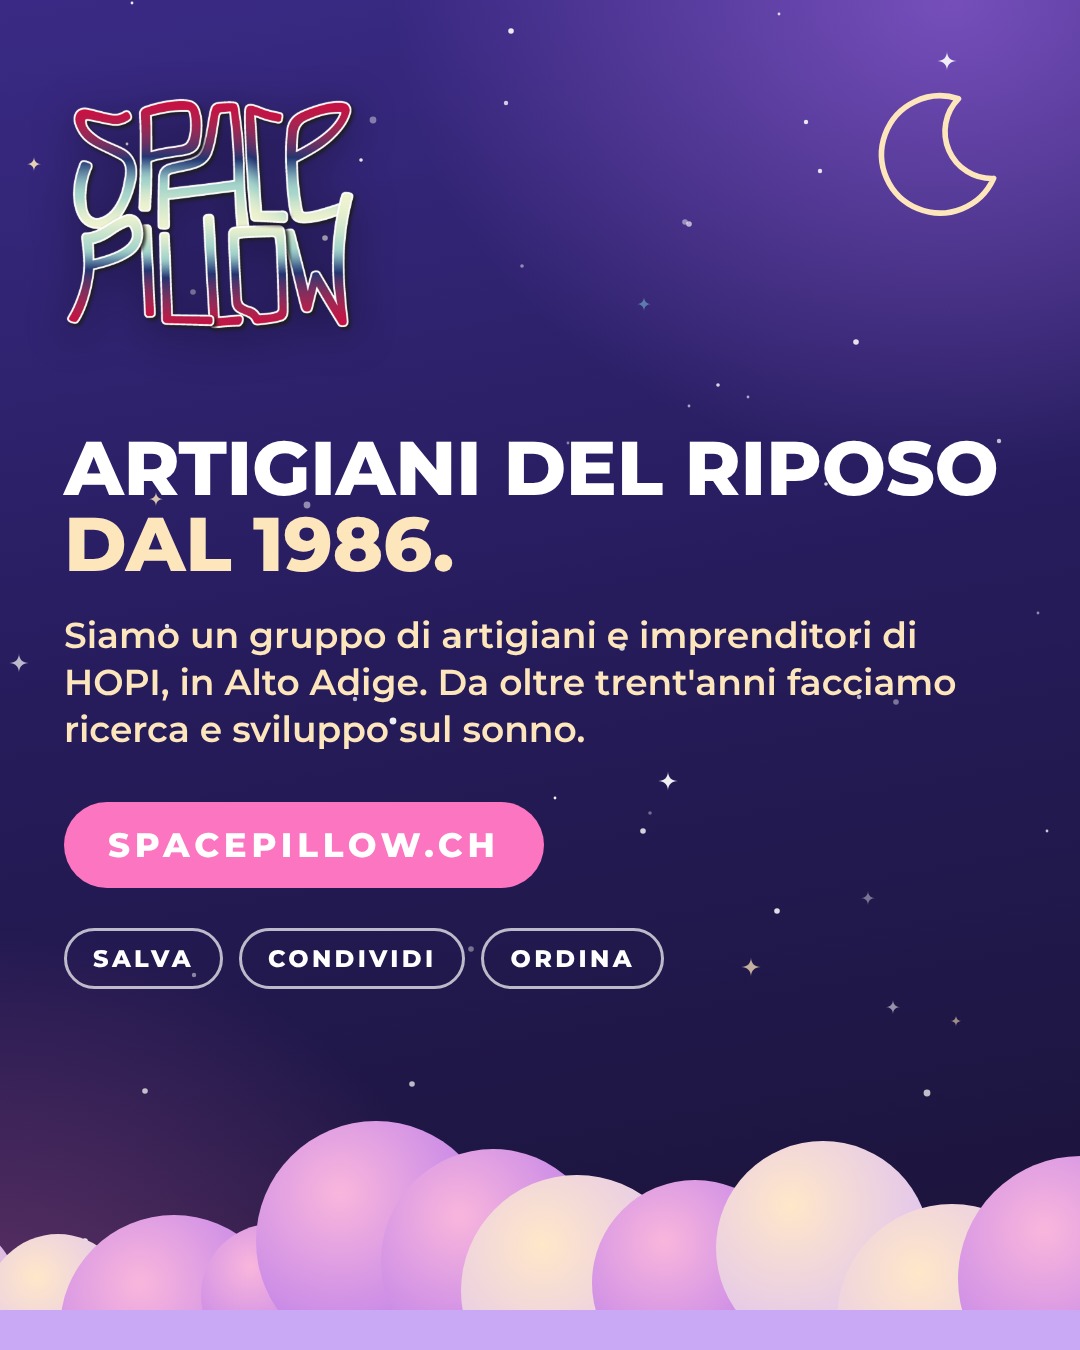 SPACE
PILLOW
ARTIGIANI DEL RIPOSO
DAL 1986.
Siamo un gruppo di artigiani e imprenditori di
HOPI, in Alto Adige. Da oltre trent'anni facciamo
ricerca e sviluppo sul sonno.
SPACEPILLOW.CH
SALVA CONDIVIDI ORDINA